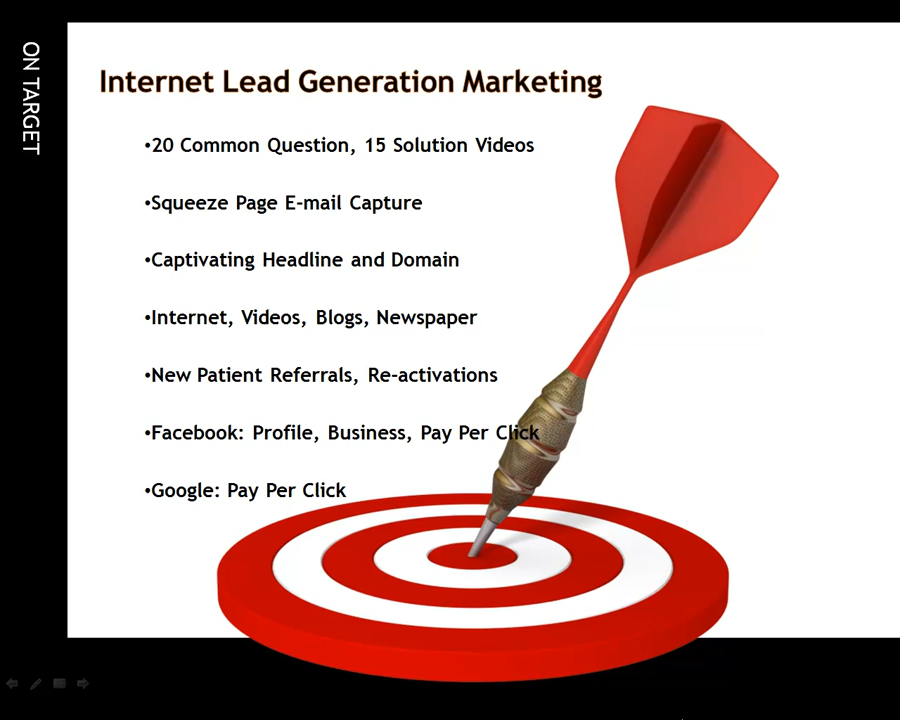 ON TARGET
Internet Lead Generation Marketing
•20 Common Question, 15 Solution Videos
•Squeeze Page E-mail Capture
•Captivating Headline and Domain
•Internet, Videos, Blogs, Newspaper
•New Patient Referrals, Re-activations
•Facebook: Profile, Business, Pay Per Click
•Google: Pay Per Click